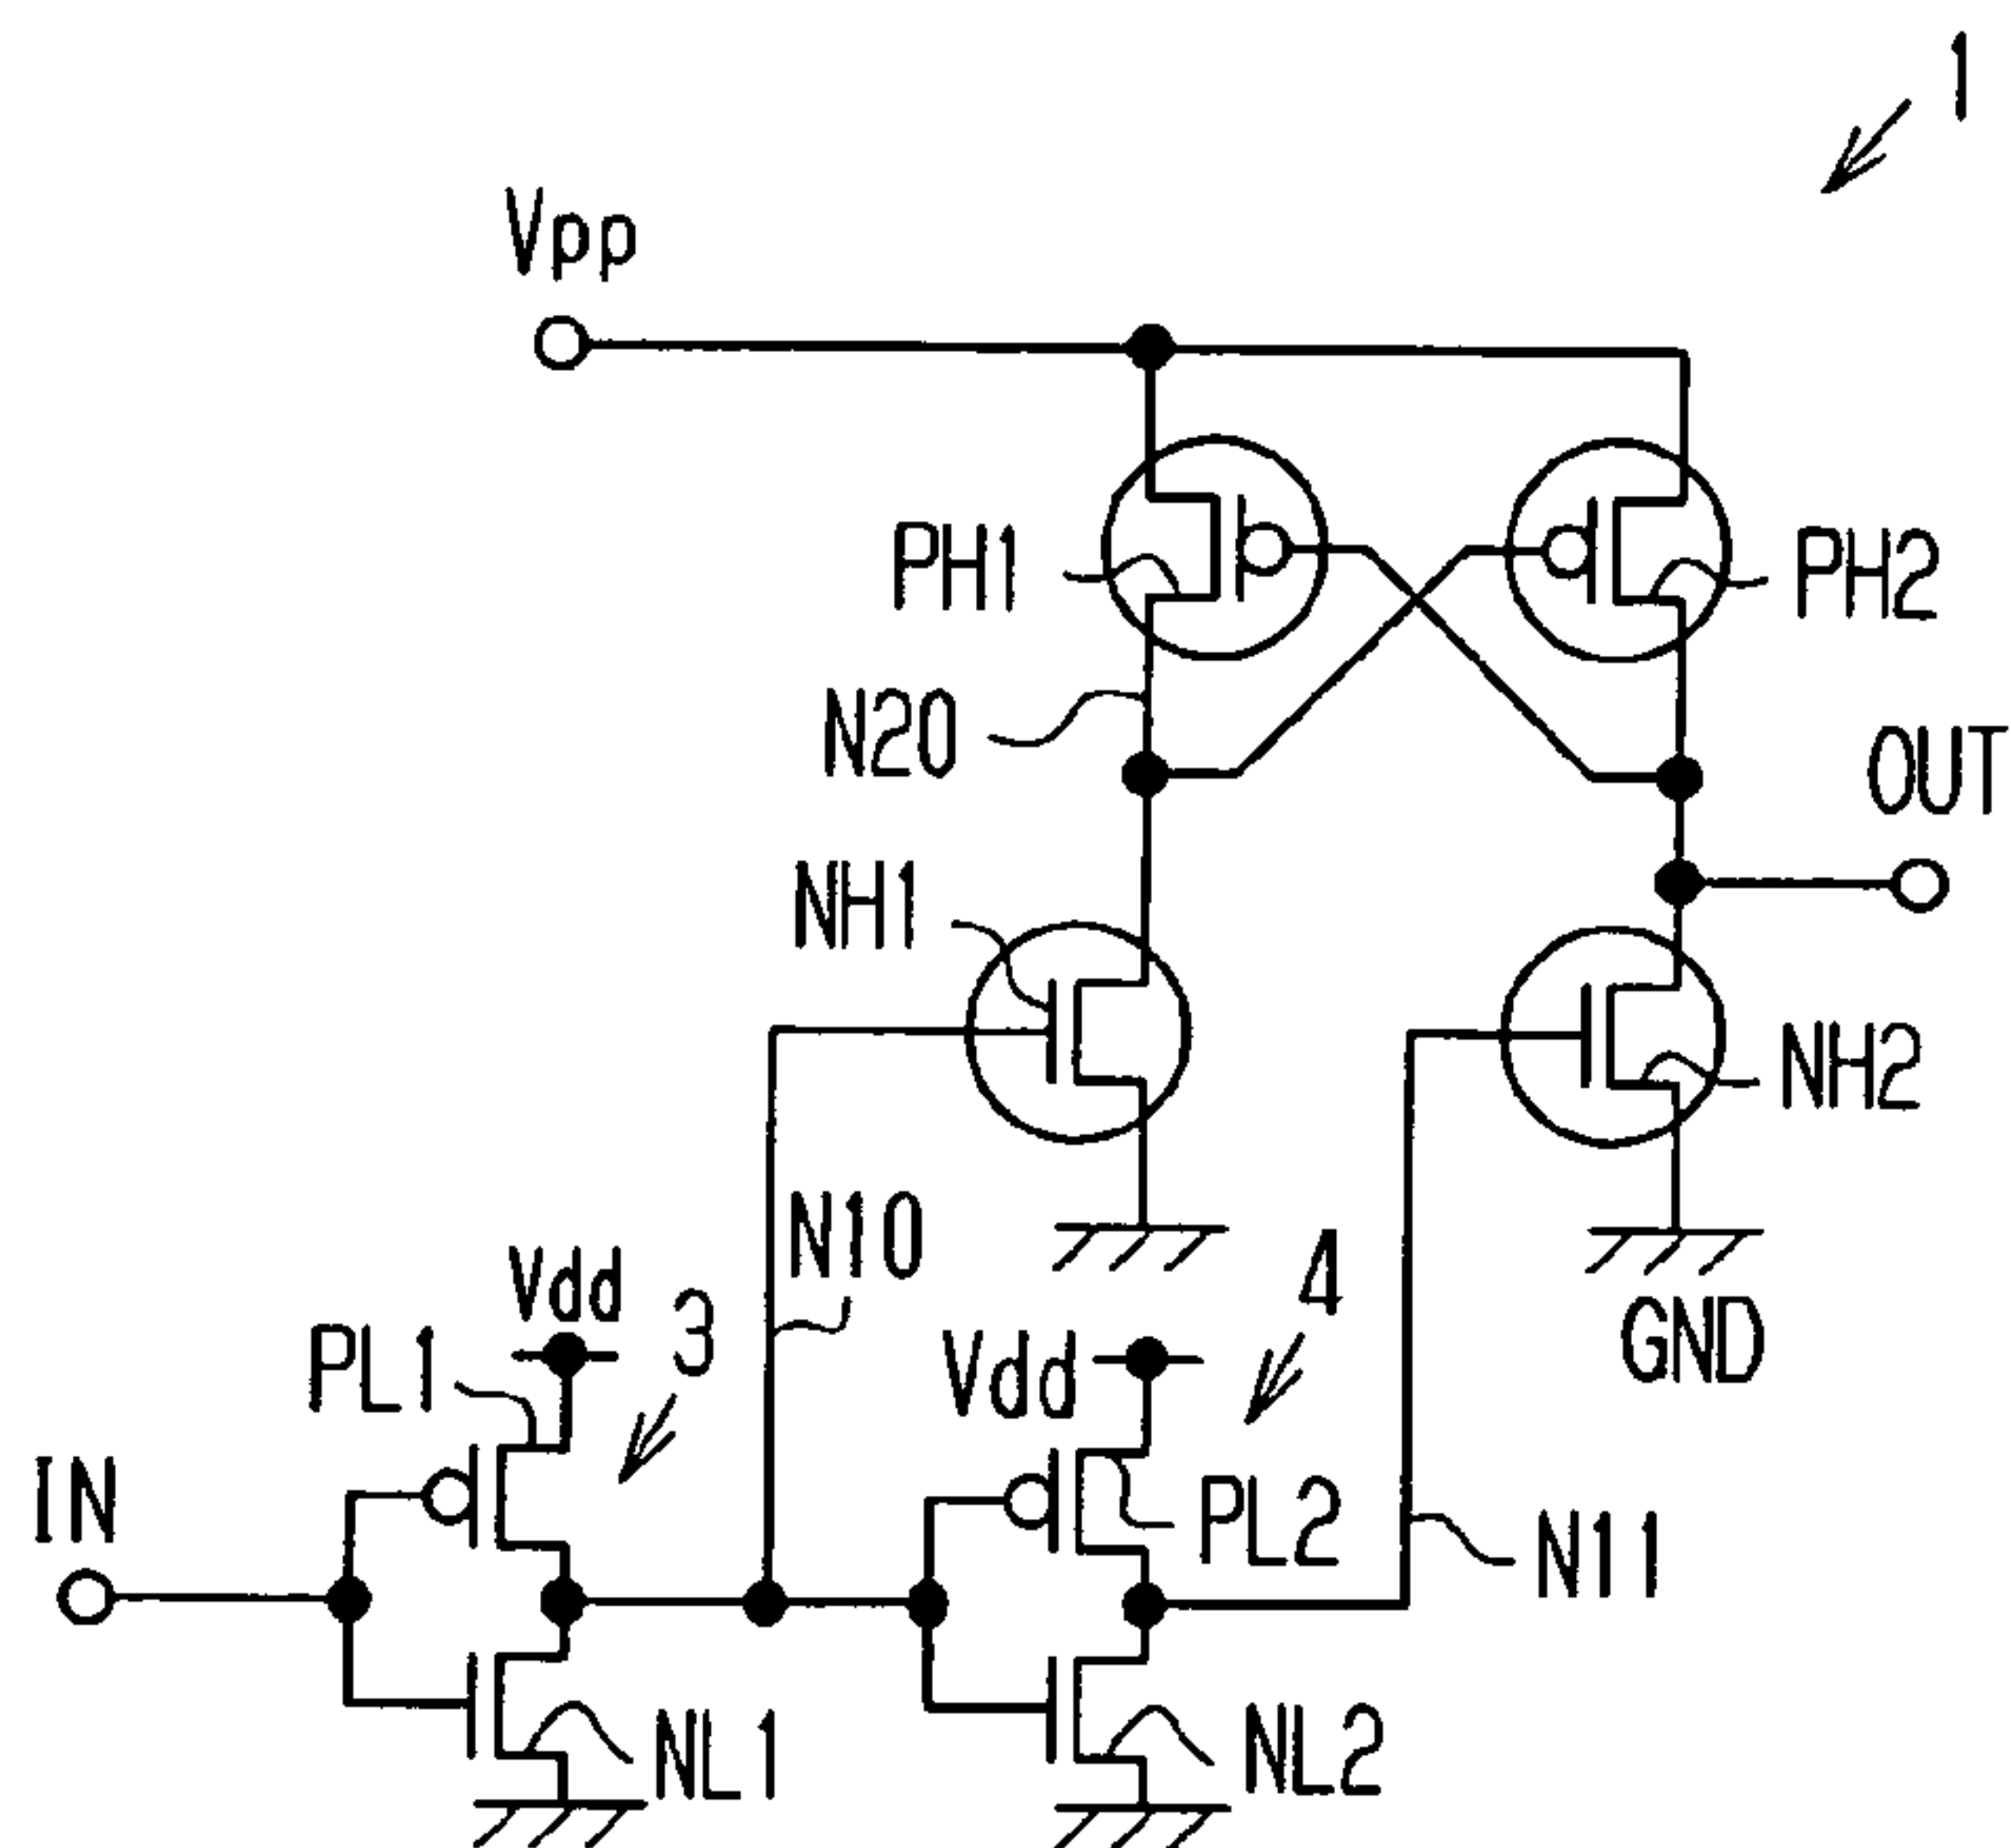 1
Vpp
PH1
PH2
N20
OUT
NH1
NH2
N10
Vdd
3
4
GND
PL1
Vdd
IN
PL2
N11
NL1
NL2